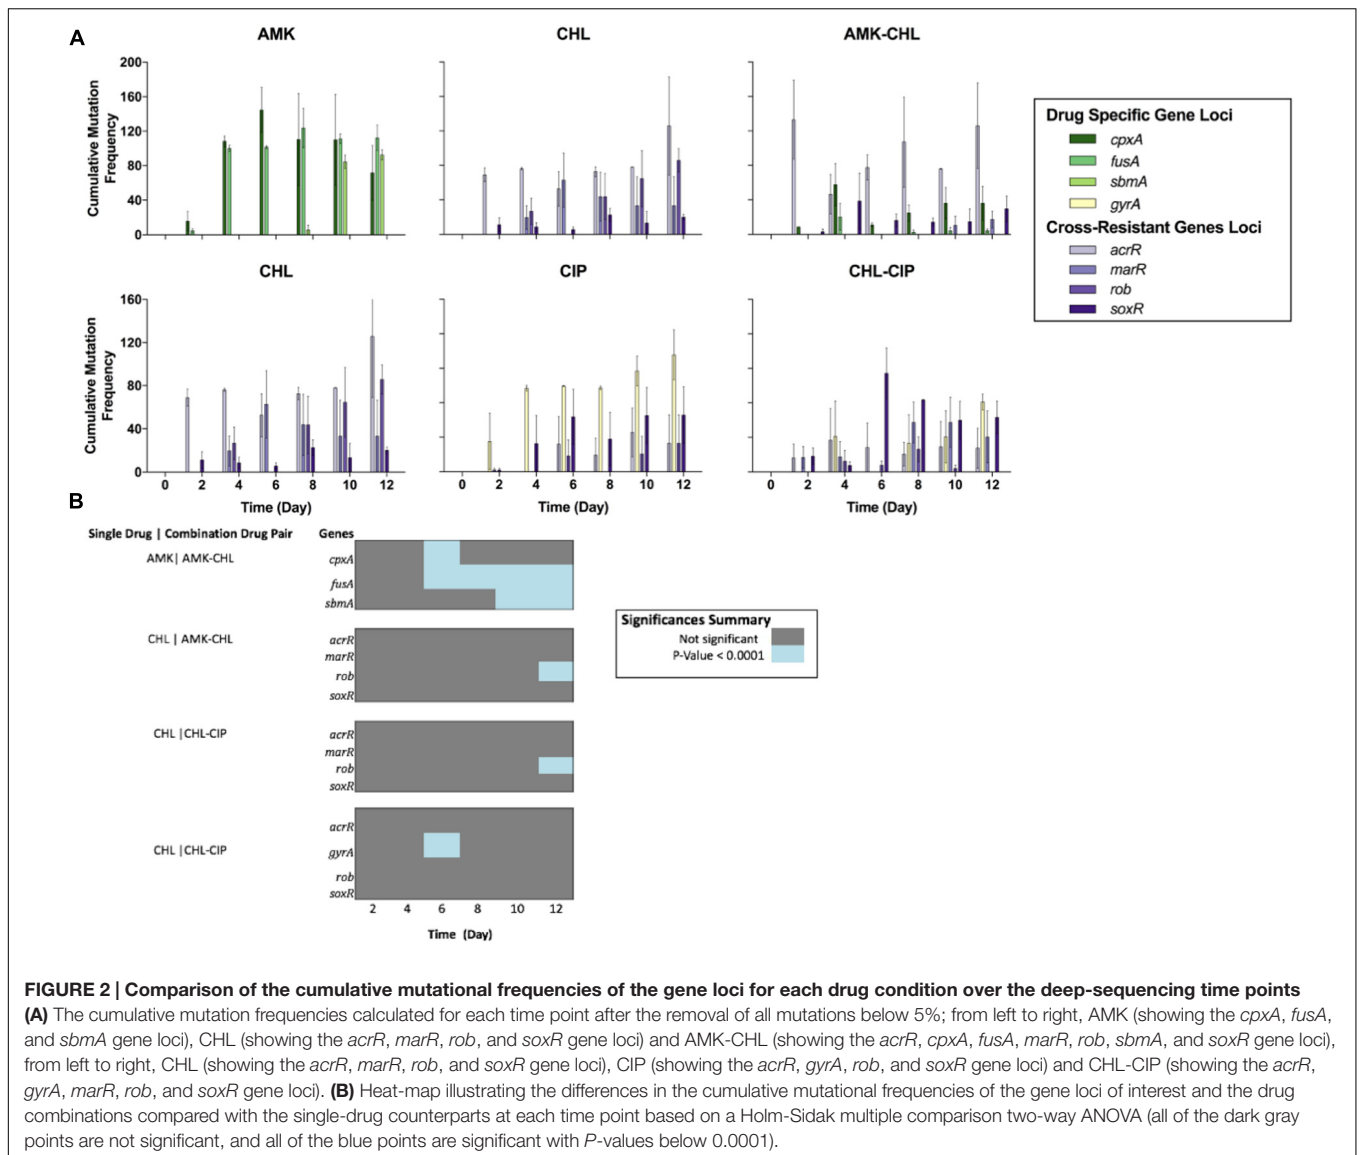 A
AMK
CHL
AMK-CHL
Cumulative Mutation
Frequency
200
160
120
80
40
0
Drug Specific Gene Loci
cpxA
fusA
sbmA
gyrA
Cross-Resistant Genes Loci
acrR
marR
rob
soxR
CHL
CIP
CHL-CIP
Cumulative Mutation
Frequency
160
120
80
40
0
0 2 4 6 8 10 12
0 2 4 6 8 10 12
0 2 4 6 8 10 12
Time (Day)
Time (Day)
Time (Day)
B
Single Drug | Combination Drug Pair
Genes
AMK| AMK-CHL
cpxA
fusA
sbmA
CHL | AMK-CHL
acrR
marR
rob
soxR
Significances Summary
Not significant
P-Value < 0.0001
CHL |CHL-CIP
acrR
marR
rob
soxR
CHL |CHL-CIP
acrR
gyrA
rob
soxR
2 4 6 8 10 12
Time (Day)
FIGURE 2 | Comparison of the cumulative mutational frequencies of the gene loci for each drug condition over the deep-sequencing time points
(A) The cumulative mutation frequencies calculated for each time point after the removal of all mutations below 5%; from left to right, AMK (showing the cpxA, fusA,
and sbmA gene loci), CHL (showing the acrR, marR, rob, and soxR gene loci) and AMK-CHL (showing the acrR, cpxA, fusA, marR, rob, sbmA, and soxR gene loci),
from left to right, CHL (showing the acrR, marR, rob, and soxR gene loci), CIP (showing the acrR, gyrA, rob, and soxR gene loci) and CHL-CIP (showing the acrR,
gyrA, marR, rob, and soxR gene loci). (B) Heat-map illustrating the differences in the cumulative mutational frequencies of the gene loci of interest and the drug
combinations compared with the single-drug counterparts at each time point based on a Holm-Sidak multiple comparison two-way ANOVA (all of the dark gray
points are not significant, and all of the blue points are significant with P-values below 0.0001).